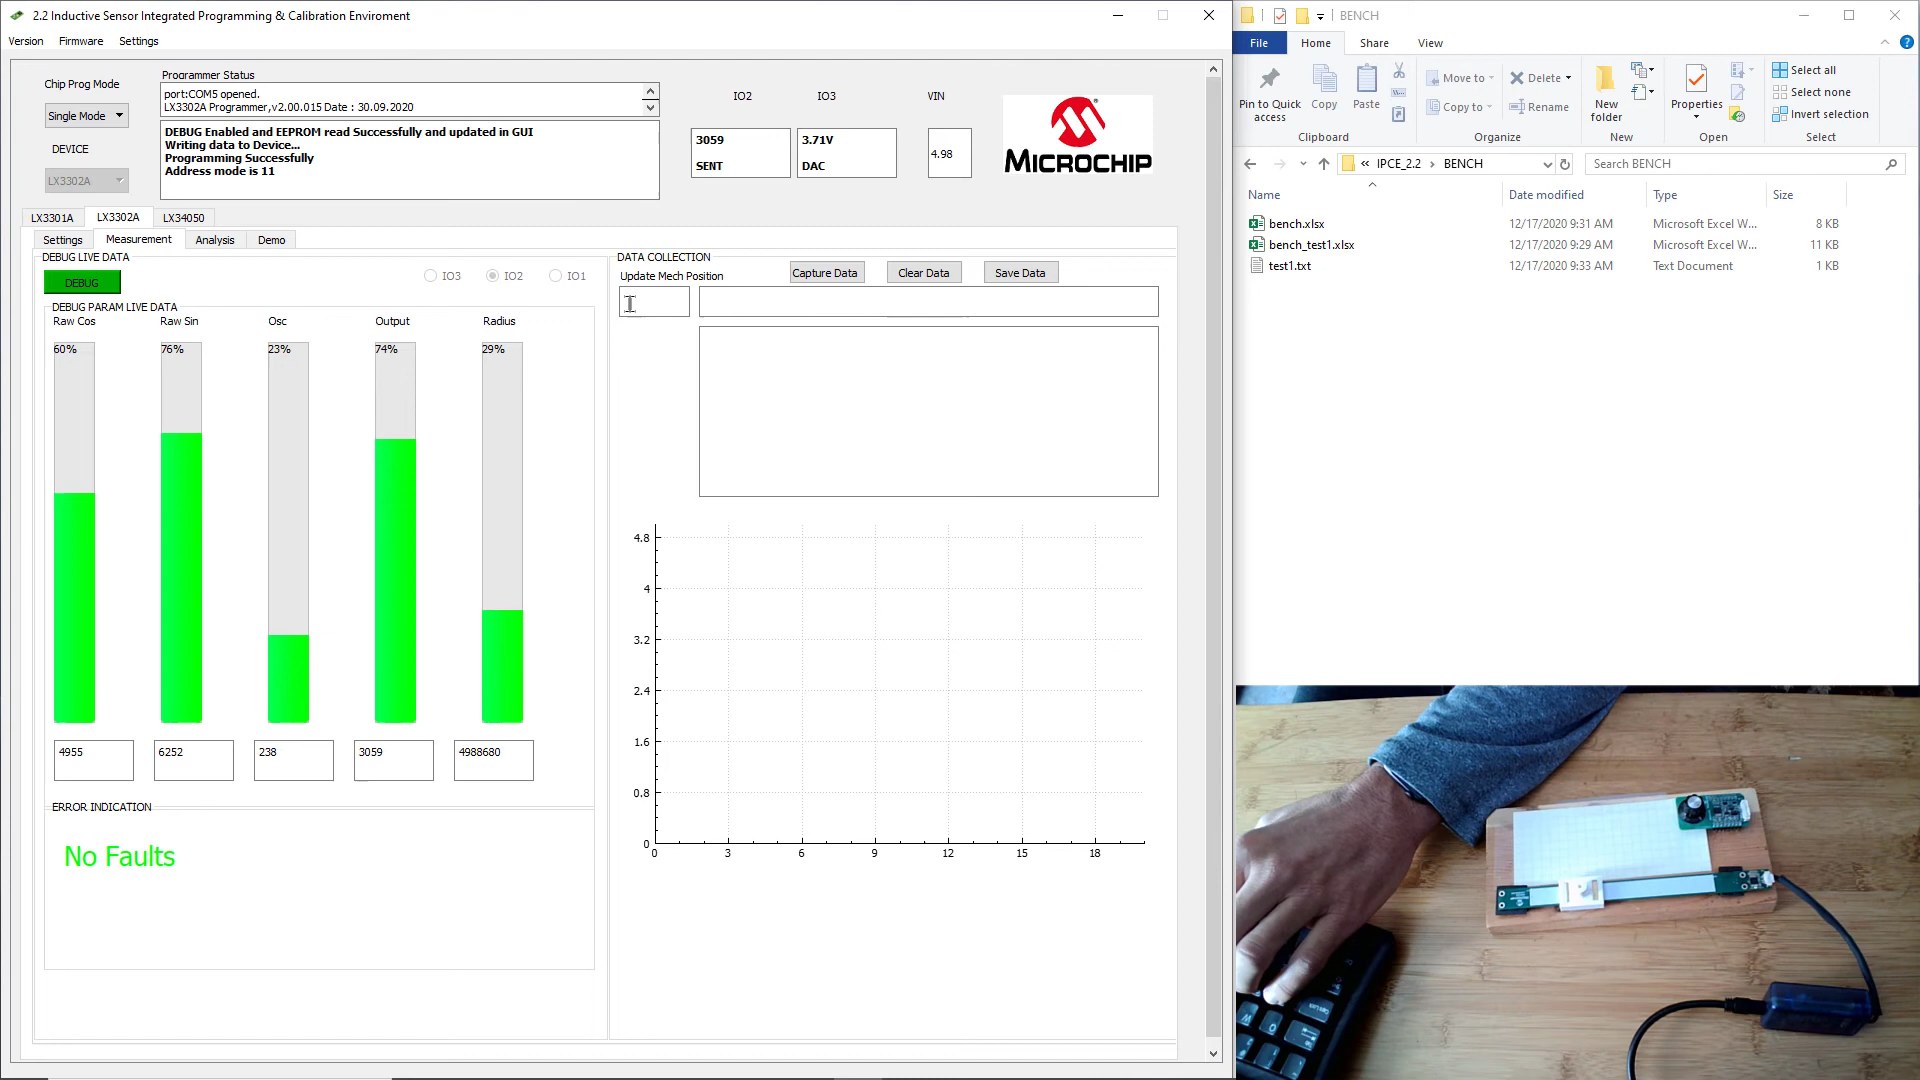 2.2 Inductive Sensor Integrated Programming & Calibration Enviroment
Version Firmware Settings
Chip Prog Mode
Single Mode
DEVICE
LX3302A
Programmer Status
port:COM5 opened.
LX3302A Programmer,v2.00.015 Date : 30.09.2020
DEBUG Enabled and EEPROM read Successfully and updated in GUI
Writing data to Device...
Programming Successfully
Address mode is 11
IO2 IO3 VIN
3059
SENT
3.71V
DAC
4.98
MICROCHIP
LX3301A LX3302A LX34050
Settings Measurement Analysis Demo
DEBUG LIVE DATA
DEBUG
IO3 IO2 IO1
DEBUG PARAM LIVE DATA
Raw Cos Raw Sin Osc Output Radius
60% 76% 23% 74% 29%
4955 6252 238 3059 4988680
ERROR INDICATION
No Faults
DATA COLLECTION
Update Mech Position
Capture Data Clear Data Save Data
4.8
4
3.2
2.4
1.6
0.8
0
0 3 6 9 12 15 18
BENCH
File Home Share View
Pin to Quick access
Copy
Paste
Clipboard
Move to
Copy to
Delete
Rename
Organize
New folder
New
Properties
Open
Select all
Select none
Invert selection
Select
« IPCE_2.2 › BENCH
Search BENCH
Name Date modified Type Size
bench.xlsx 12/17/2020 9:31 AM Microsoft Excel W... 8 KB
bench_test1.xlsx 12/17/2020 9:29 AM Microsoft Excel W... 11 KB
test1.txt 12/17/2020 9:33 AM Text Document 1 KB